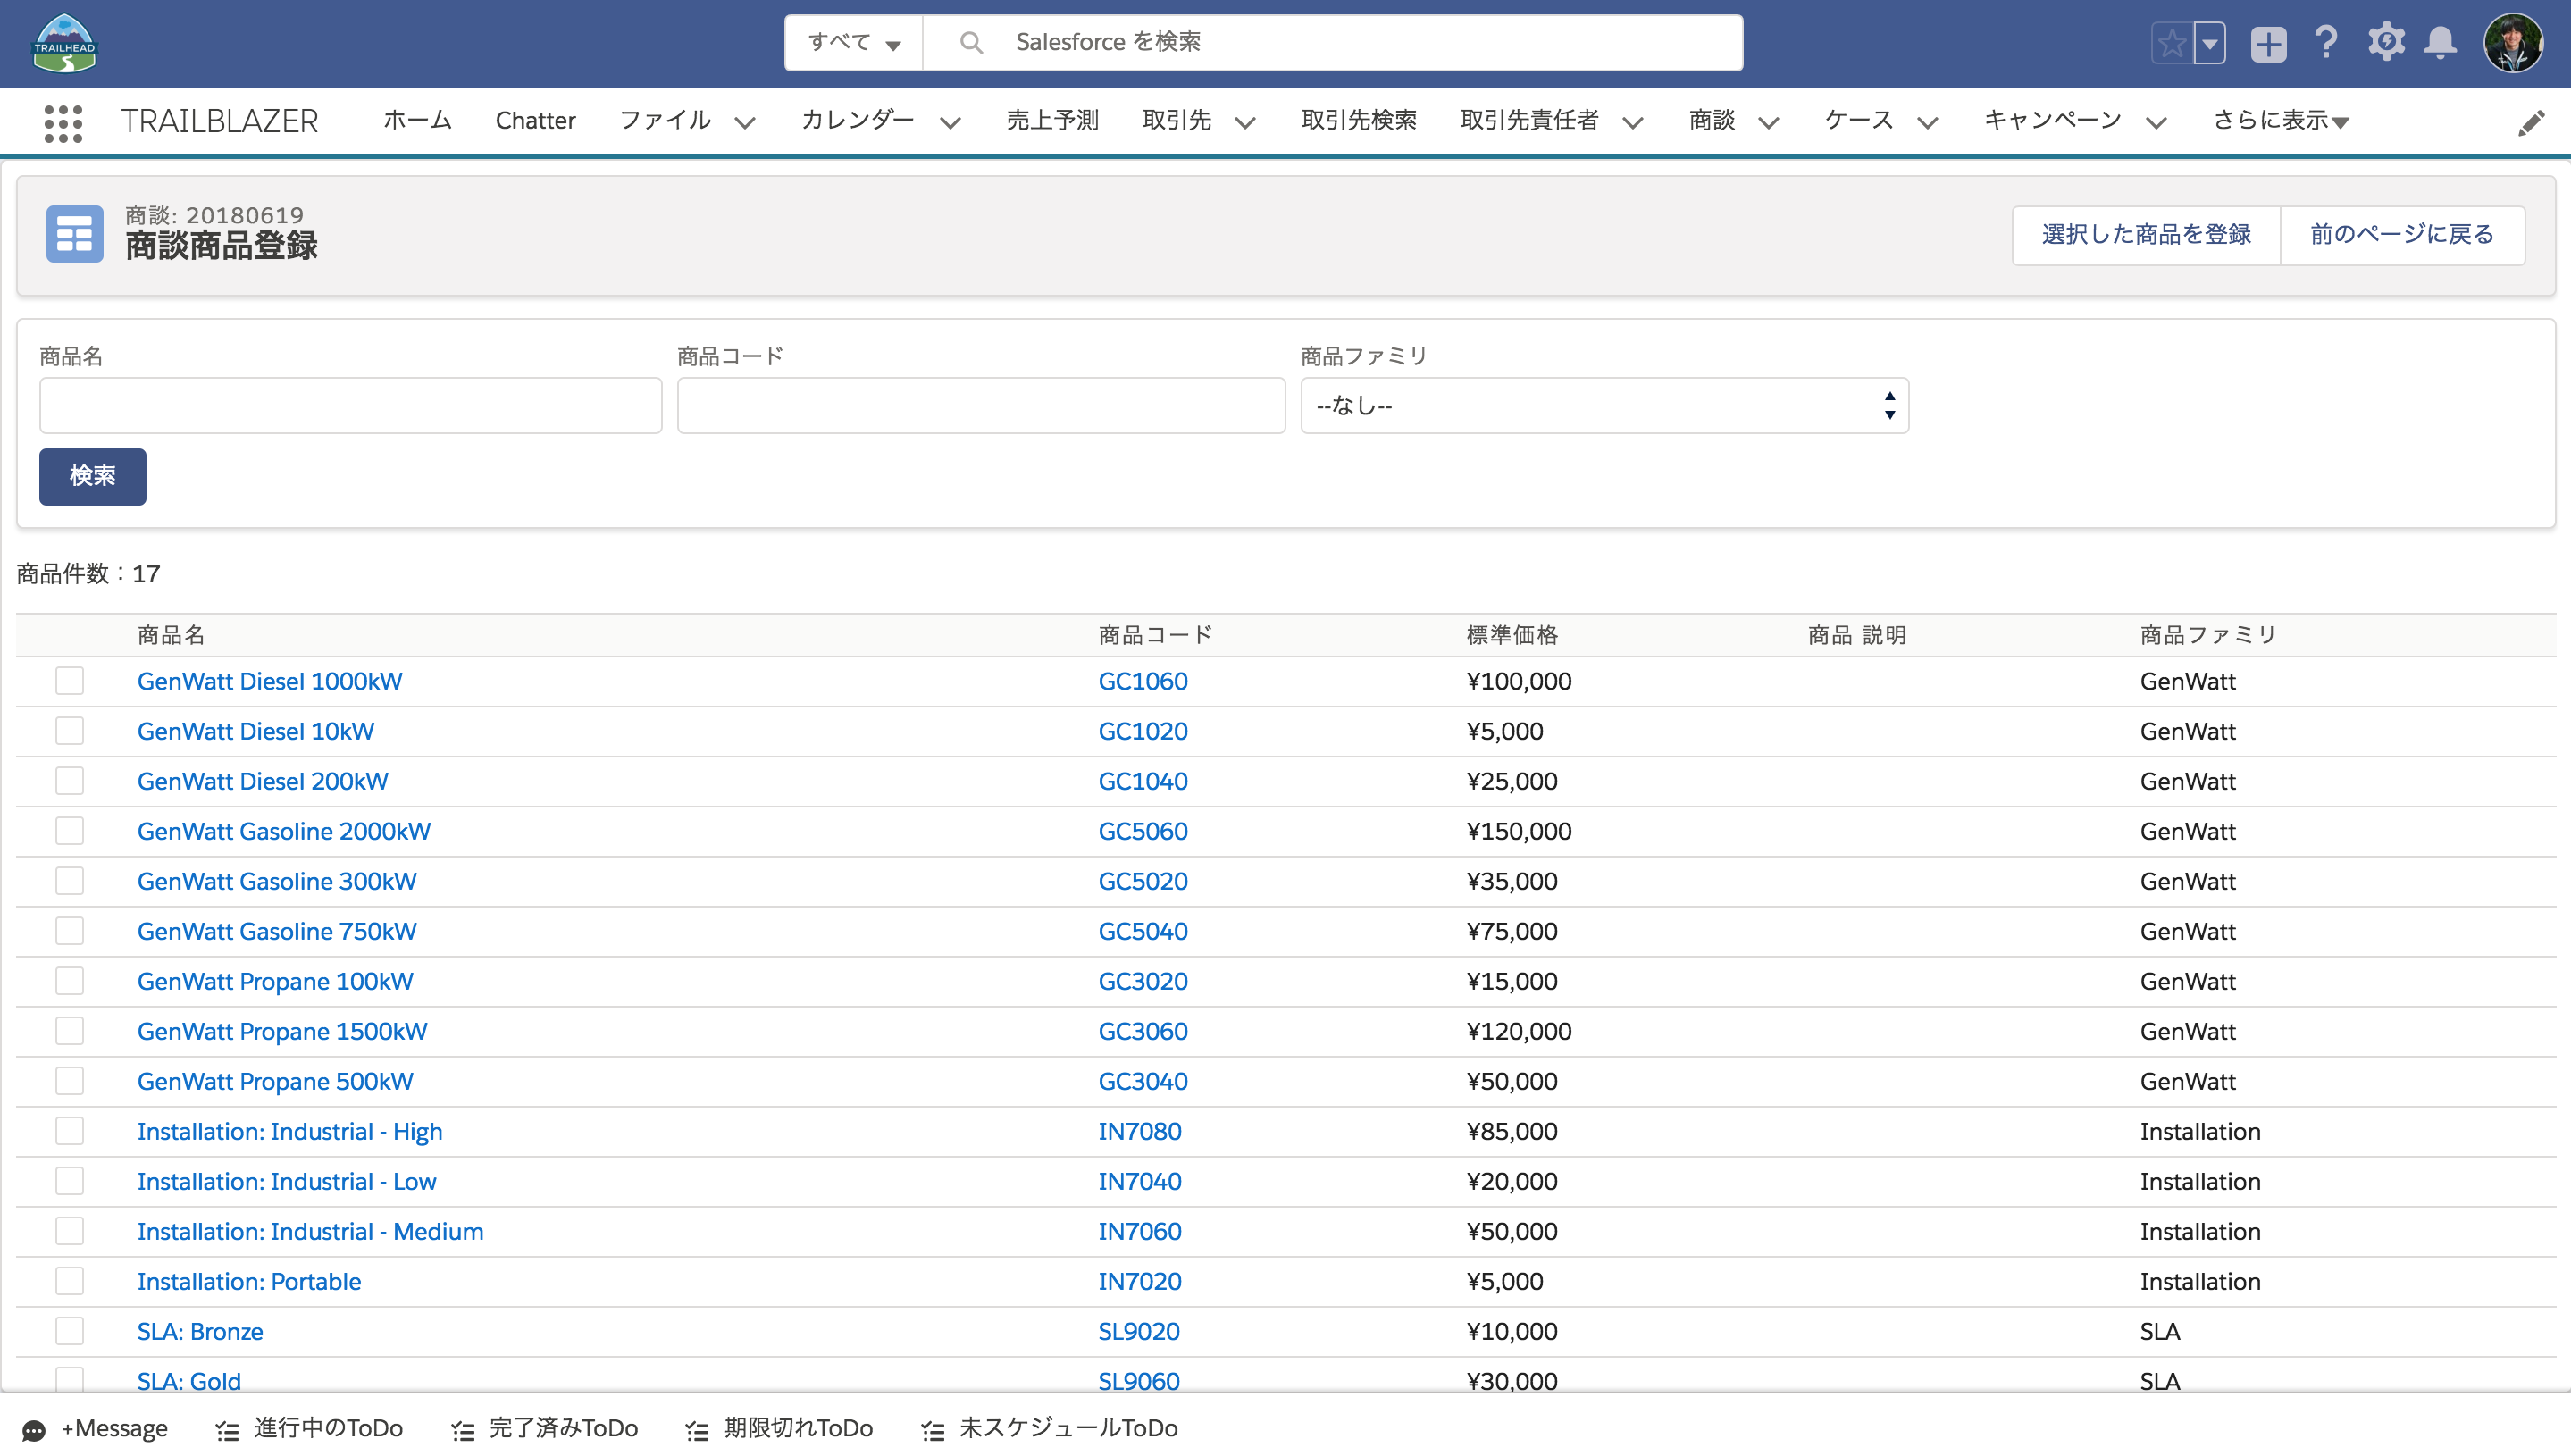 TRAILHEAD
すべて Salesforce を検索
TRAILBLAZER ホーム Chatter ファイル カレンダー 売上予測 取引先 取引先検索 取引先責任者 商談 ケース キャンペーン さらに表示
商談: 20180619
商談商品登録
選択した商品を登録 前のページに戻る
商品名 商品コード 商品ファミリ
--なし--
検索
商品件数：17
商品名 商品コード 標準価格 商品 説明 商品ファミリ
GenWatt Diesel 1000kW GC1060 ¥100,000 GenWatt
GenWatt Diesel 10kW GC1020 ¥5,000 GenWatt
GenWatt Diesel 200kW GC1040 ¥25,000 GenWatt
GenWatt Gasoline 2000kW GC5060 ¥150,000 GenWatt
GenWatt Gasoline 300kW GC5020 ¥35,000 GenWatt
GenWatt Gasoline 750kW GC5040 ¥75,000 GenWatt
GenWatt Propane 100kW GC3020 ¥15,000 GenWatt
GenWatt Propane 1500kW GC3060 ¥120,000 GenWatt
GenWatt Propane 500kW GC3040 ¥50,000 GenWatt
Installation: Industrial - High IN7080 ¥85,000 Installation
Installation: Industrial - Low IN7040 ¥20,000 Installation
Installation: Industrial - Medium IN7060 ¥50,000 Installation
Installation: Portable IN7020 ¥5,000 Installation
SLA: Bronze SL9020 ¥10,000 SLA
SLA: Gold SL9060 ¥30,000 SLA
+Message 進行中のToDo 完了済みToDo 期限切れToDo 未スケジュールToDo